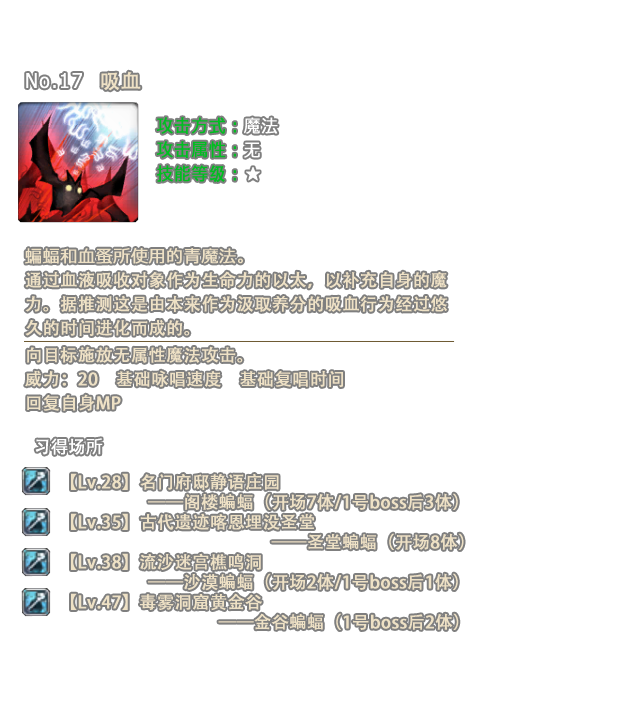 No.17 吸血
攻击方式：魔法
攻击属性：无
技能等级：★
蝙蝠和血蚤所使用的青魔法。
通过血液吸收对象作为生命力的以太，以补充自身的魔
力。据推测这是由本来作为汲取养分的吸血行为经过悠
久的时间进化而成的。
向目标施放无属性魔法攻击。
威力：20 基础咏唱速度 基础复唱时间
回复自身MP
习得场所
【Lv.28】名门府邸静语庄园
——阁楼蝙蝠（开场7体/1号boss后3体）
【Lv.35】古代遗迹喀恩埋没圣堂
——圣堂蝙蝠（开场8体）
【Lv.38】流沙迷宫樵鸣洞
——沙漠蝙蝠（开场2体/1号boss后1体）
【Lv.47】毒雾洞窟黄金谷
——金谷蝙蝠（1号boss后2体）